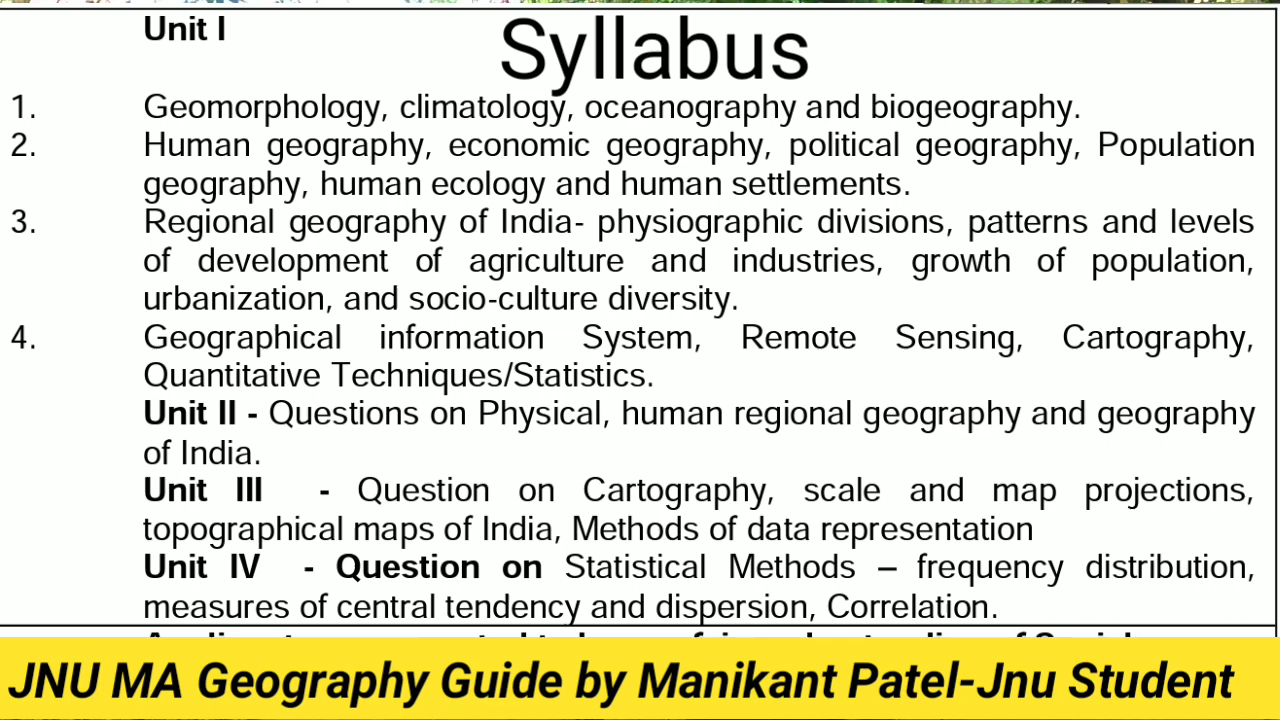 Unit I
Syllabus
1. Geomorphology, climatology, oceanography and biogeography.
2. Human geography, economic geography, political geography, Population
geography, human ecology and human settlements.
3. Regional geography of India- physiographic divisions, patterns and levels
of development of agriculture and industries, growth of population,
urbanization, and socio-culture diversity.
4. Geographical information System, Remote Sensing, Cartography,
Quantitative Techniques/Statistics.
Unit II - Questions on Physical, human regional geography and geography
of India.
Unit III - Question on Cartography, scale and map projections,
topographical maps of India, Methods of data representation
Unit IV - Question on Statistical Methods – frequency distribution,
measures of central tendency and dispersion, Correlation.
JNU MA Geography Guide by Manikant Patel-Jnu Student